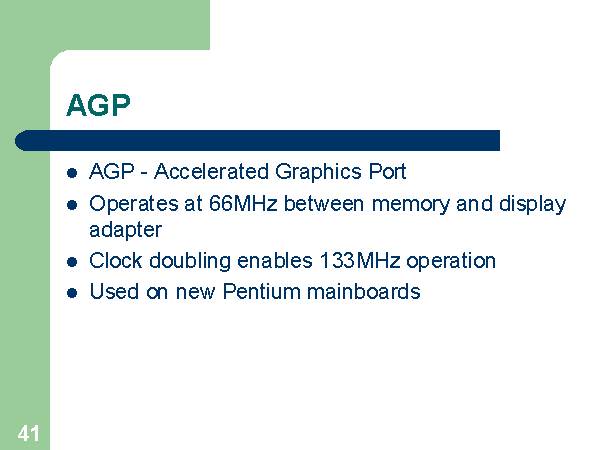 AGP
AGP - Accelerated Graphics Port
Operates at 66MHz between memory and display
adapter
Clock doubling enables 133MHz operation
Used on new Pentium mainboards
41